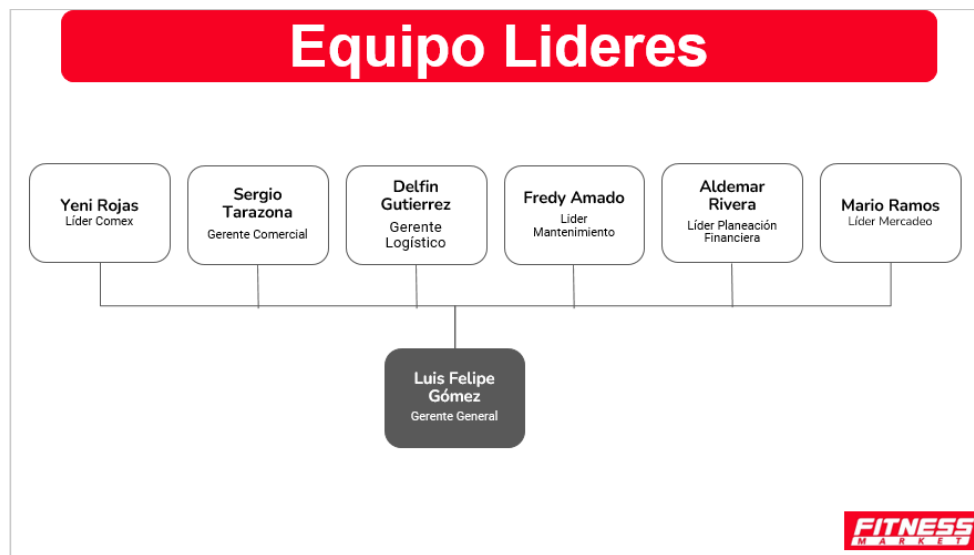 Equipo Lideres
Yeni Rojas
Líder Comex
Sergio
Tarazona
Gerente Comercial
Delfin
Gutierrez
Gerente
Logístico
Fredy Amado
Lider
Mantenimiento
Aldemar
Rivera
Líder Planeación
Financiera
Mario Ramos
Líder Mercadeo
Luis Felipe
Gómez
Gerente General
FITNESS
MARKET